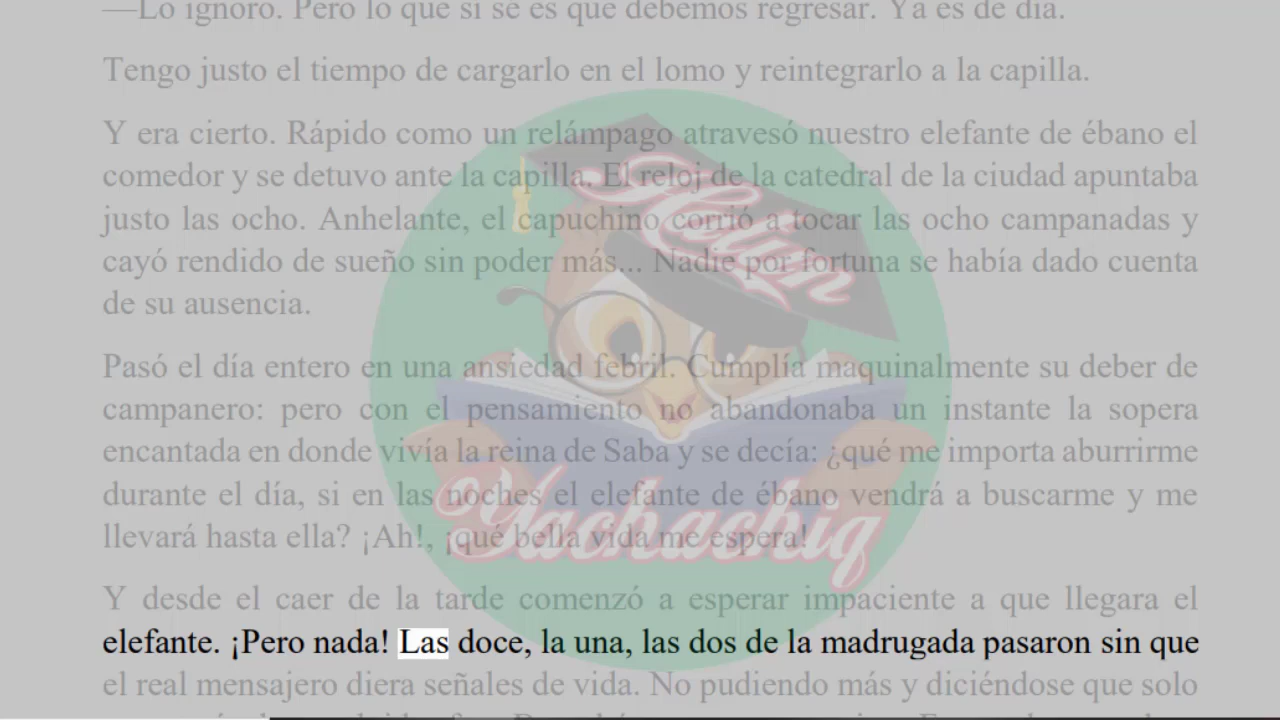 —Lo ignoro. Pero lo que sí sé es que debemos regresar. Ya es de día.
Tengo justo el tiempo de cargarlo en el lomo y reintegrarlo a la capilla.
Y era cierto. Rápido como un relámpago atravesó nuestro elefante de ébano el
comedor y se detuvo ante la capilla. El reloj de la catedral de la ciudad apuntaba
justo las ocho. Anhelante, el capuchino corrió a tocar las ocho campanadas y
cayó rendido de sueño sin poder más... Nadie por fortuna se había dado cuenta
de su ausencia.
Pasó el día entero en una ansiedad febril. Cumplía maquinalmente su deber de
campanero: pero con el pensamiento no abandonaba un instante la sopera
encantada en donde vivía la reina de Saba y se decía: ¿qué me importa aburrirme
durante el día, si en las noches el elefante de ébano vendrá a buscarme y me
llevará hasta ella? ¡Ah!, ¡qué bella vida me espera!
Y desde el caer de la tarde comenzó a esperar impaciente a que llegara el
elefante. ¡Pero nada! Las doce, la una, las dos de la madrugada pasaron sin que
el real mensajero diera señales de vida. No pudiendo más y diciéndose que solo
Yachachiq